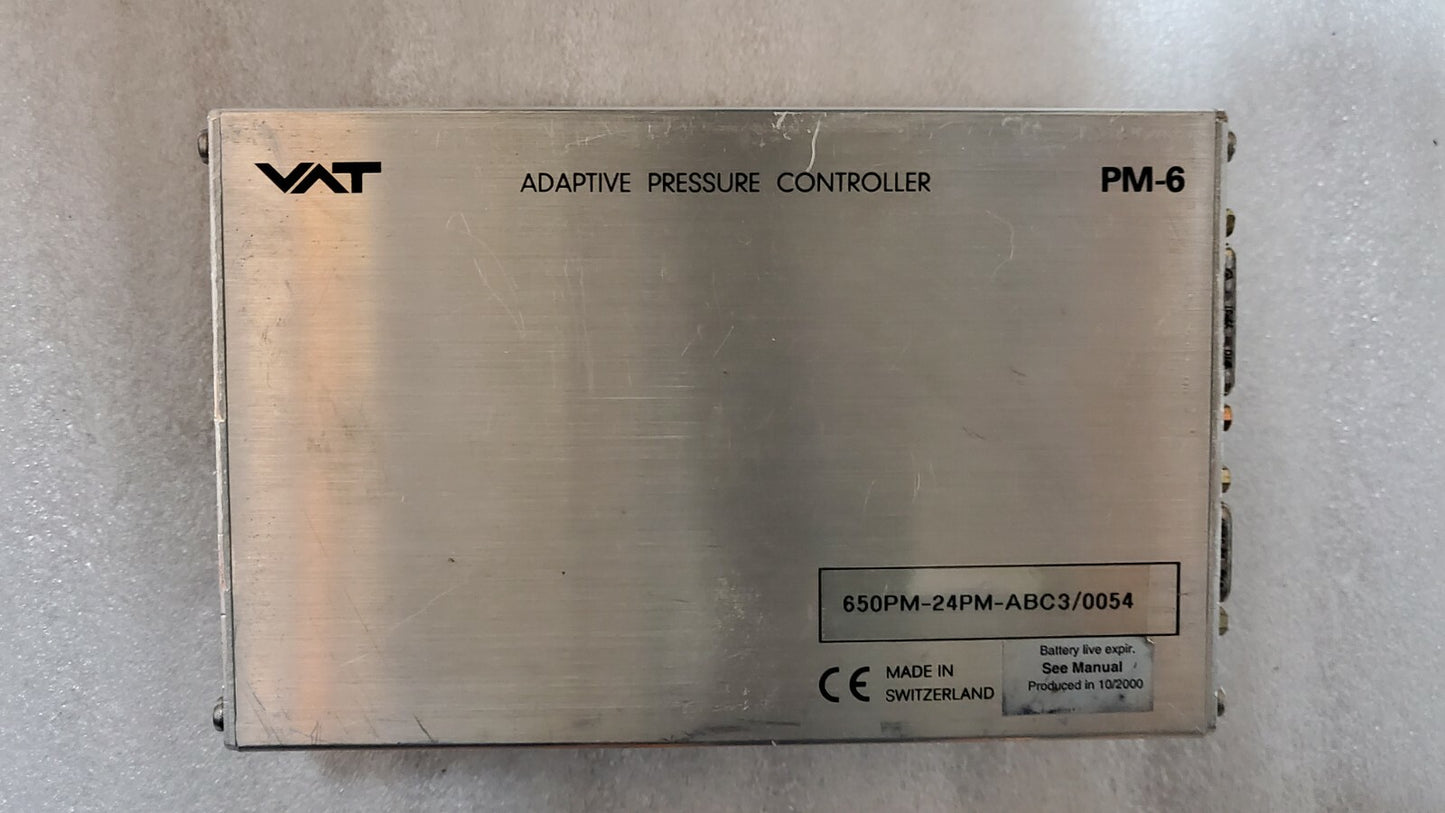 VAT
ADAPTIVE PRESSURE CONTROLLER
PM-6
650PM-24PM-ABC3/0054
CE
MADE IN
SWITZERLAND
Battery live expir.
See Manual
Produced in 10/2000